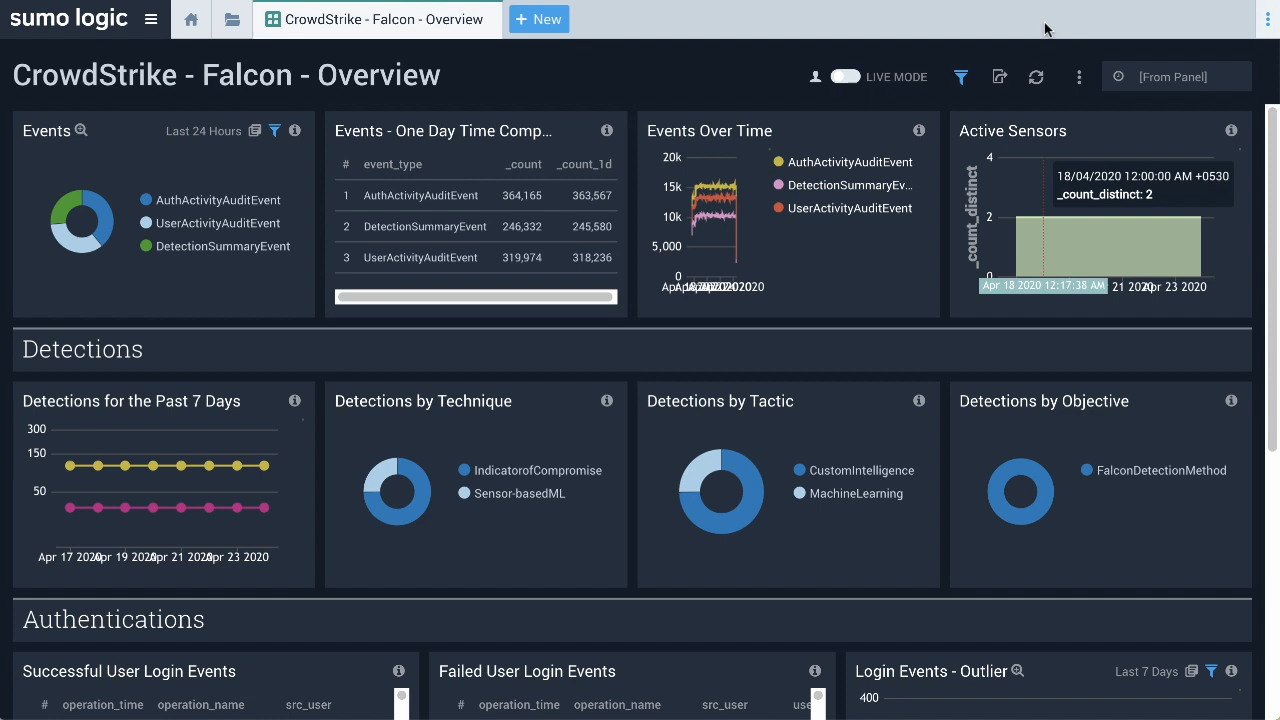 sumo logic
CrowdStrike - Falcon - Overview
+ New
CrowdStrike - Falcon - Overview
LIVE MODE
[From Panel]
Events
Last 24 Hours
AuthActivityAuditEvent
UserActivityAuditEvent
DetectionSummaryEvent
Events - One Day Time Comp...
# event_type _count _count_1d
1 AuthActivityAuditEvent 364,165 363,567
2 DetectionSummaryEvent 246,332 245,580
3 UserActivityAuditEvent 319,974 318,236
Events Over Time
20k
15k
10k
5,000
0
AuthActivityAuditEvent
DetectionSummaryEv...
UserActivityAuditEvent
Active Sensors
_count_distinct
4
2
0
18/04/2020 12:00:00 AM +0530
_count_distinct: 2
Apr 18 2020 12:17:38 AM
Apr 23 2020
Detections
Detections for the Past 7 Days
300
150
50
Apr 17 2020 Apr 19 2020 Apr 21 2020 Apr 23 2020
Detections by Technique
IndicatorofCompromise
Sensor-basedML
Detections by Tactic
CustomIntelligence
MachineLearning
Detections by Objective
FalconDetectionMethod
Authentications
Successful User Login Events
# operation_time operation_name src_user
Failed User Login Events
# operation_time operation_name src_user use
Login Events - Outlier
Last 7 Days
400